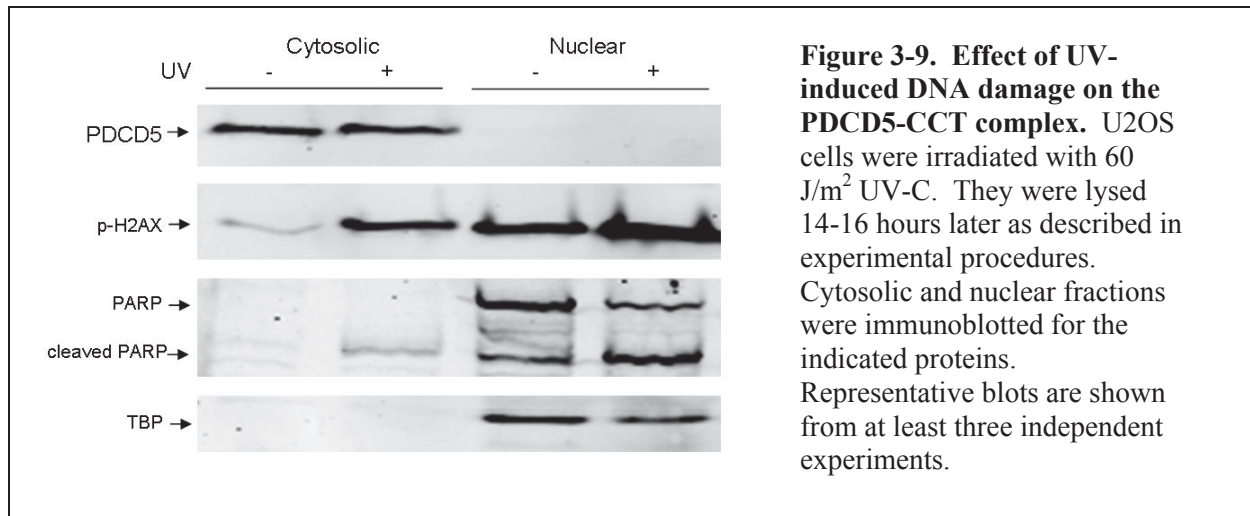 Cytosolic Nuclear
UV - + - +
PDCD5
p-H2AX
PARP
cleaved PARP
TBP
Figure 3-9. Effect of UV-
induced DNA damage on the
PDCD5-CCT complex. U2OS
cells were irradiated with 60
J/m² UV-C. They were lysed
14-16 hours later as described in
experimental procedures.
Cytosolic and nuclear fractions
were immunoblotted for the
indicated proteins.
Representative blots are shown
from at least three independent
experiments.